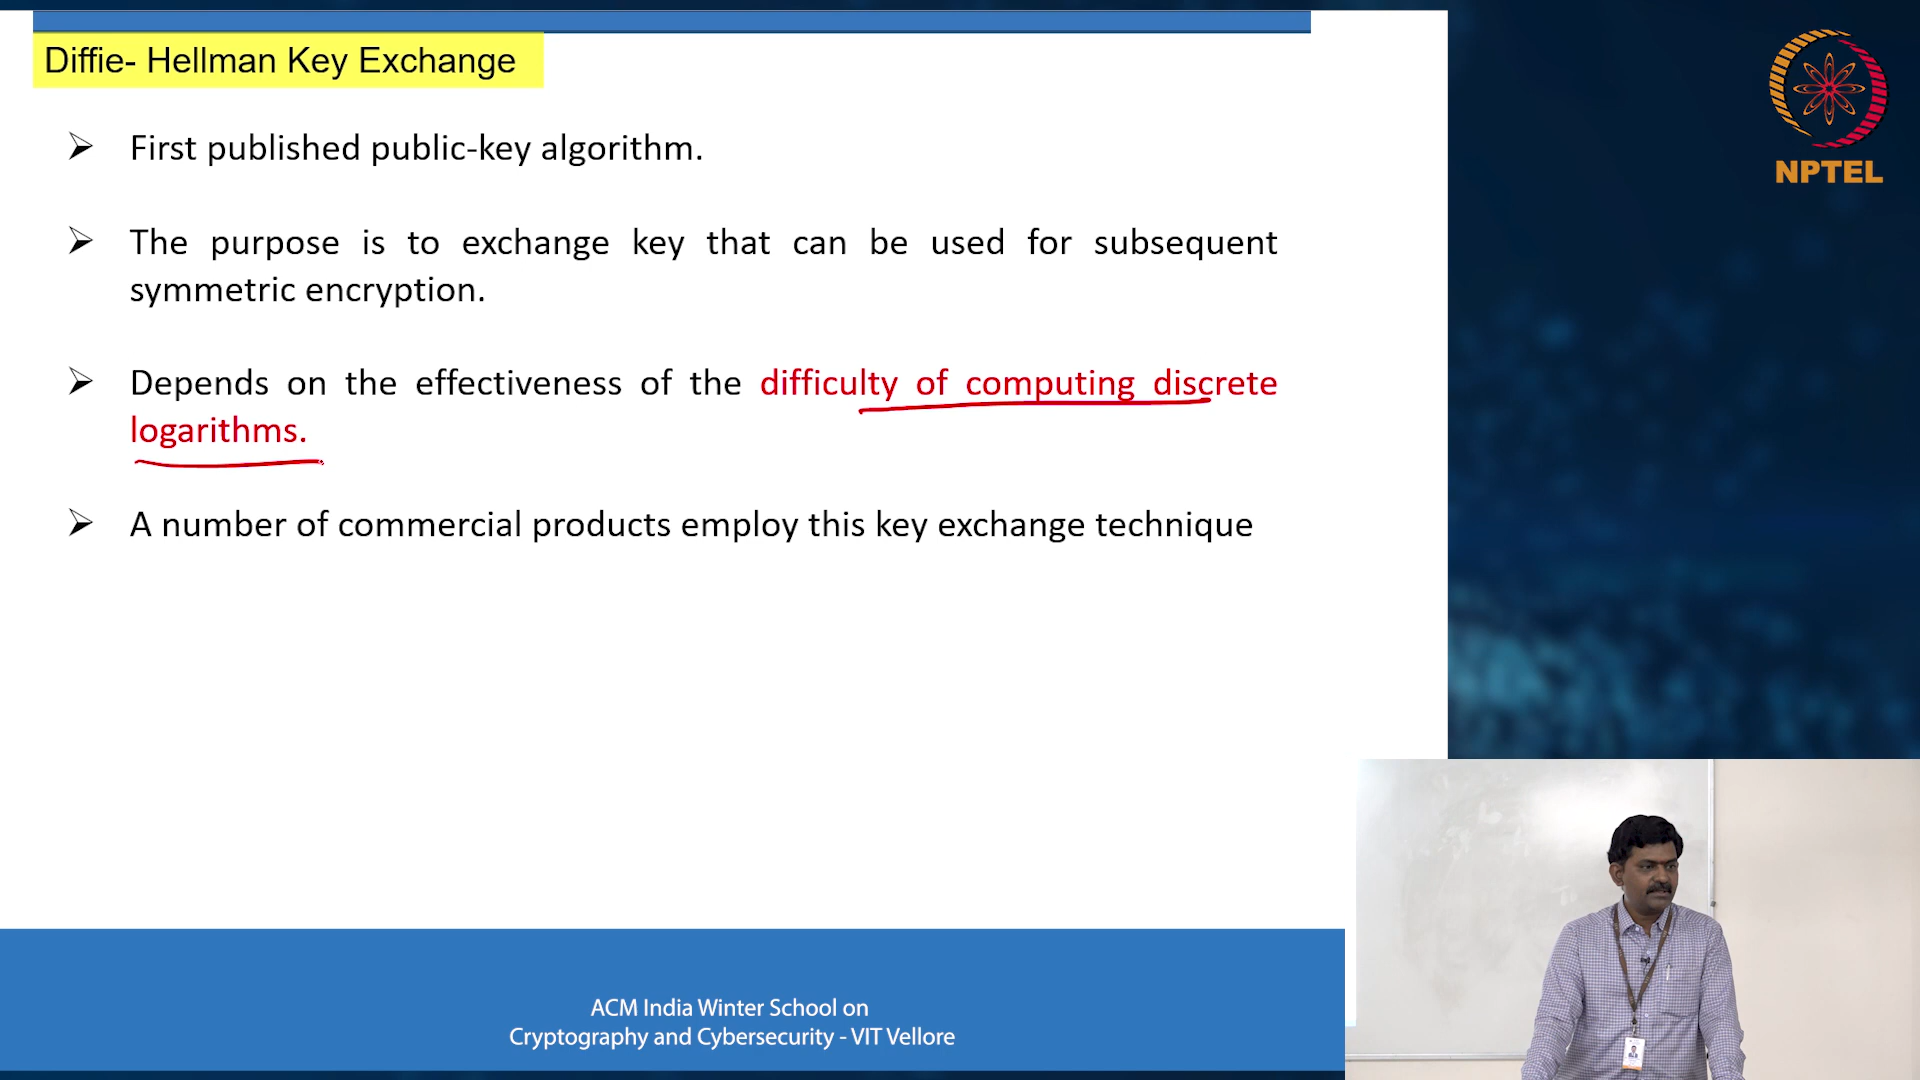 Diffie- Hellman Key Exchange
NPTEL
First published public-key algorithm.
The purpose is to exchange key that can be used for subsequent
symmetric encryption.
Depends on the effectiveness of the difficulty of computing discrete
logarithms.
A number of commercial products employ this key exchange technique
ACM India Winter School on
Cryptography and Cybersecurity - VIT Vellore